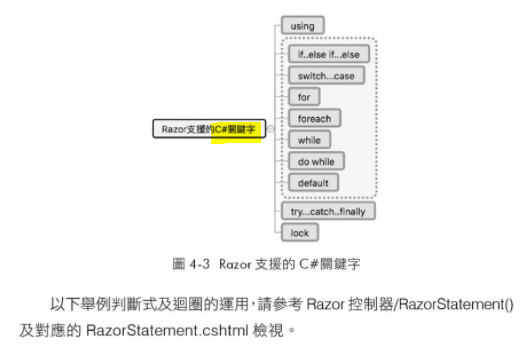 using
if..else if...else
switch...case
for
foreach
Razor支援的C#關鍵字
while
do while
default
try...catch..finally
lock
圖 4-3 Razor 支援的 C#關鍵字
以下舉例判斷式及迴圈的運用，請參考 Razor 控制器/RazorStatement()
及對應的 RazorStatement.cshtml 檢視。